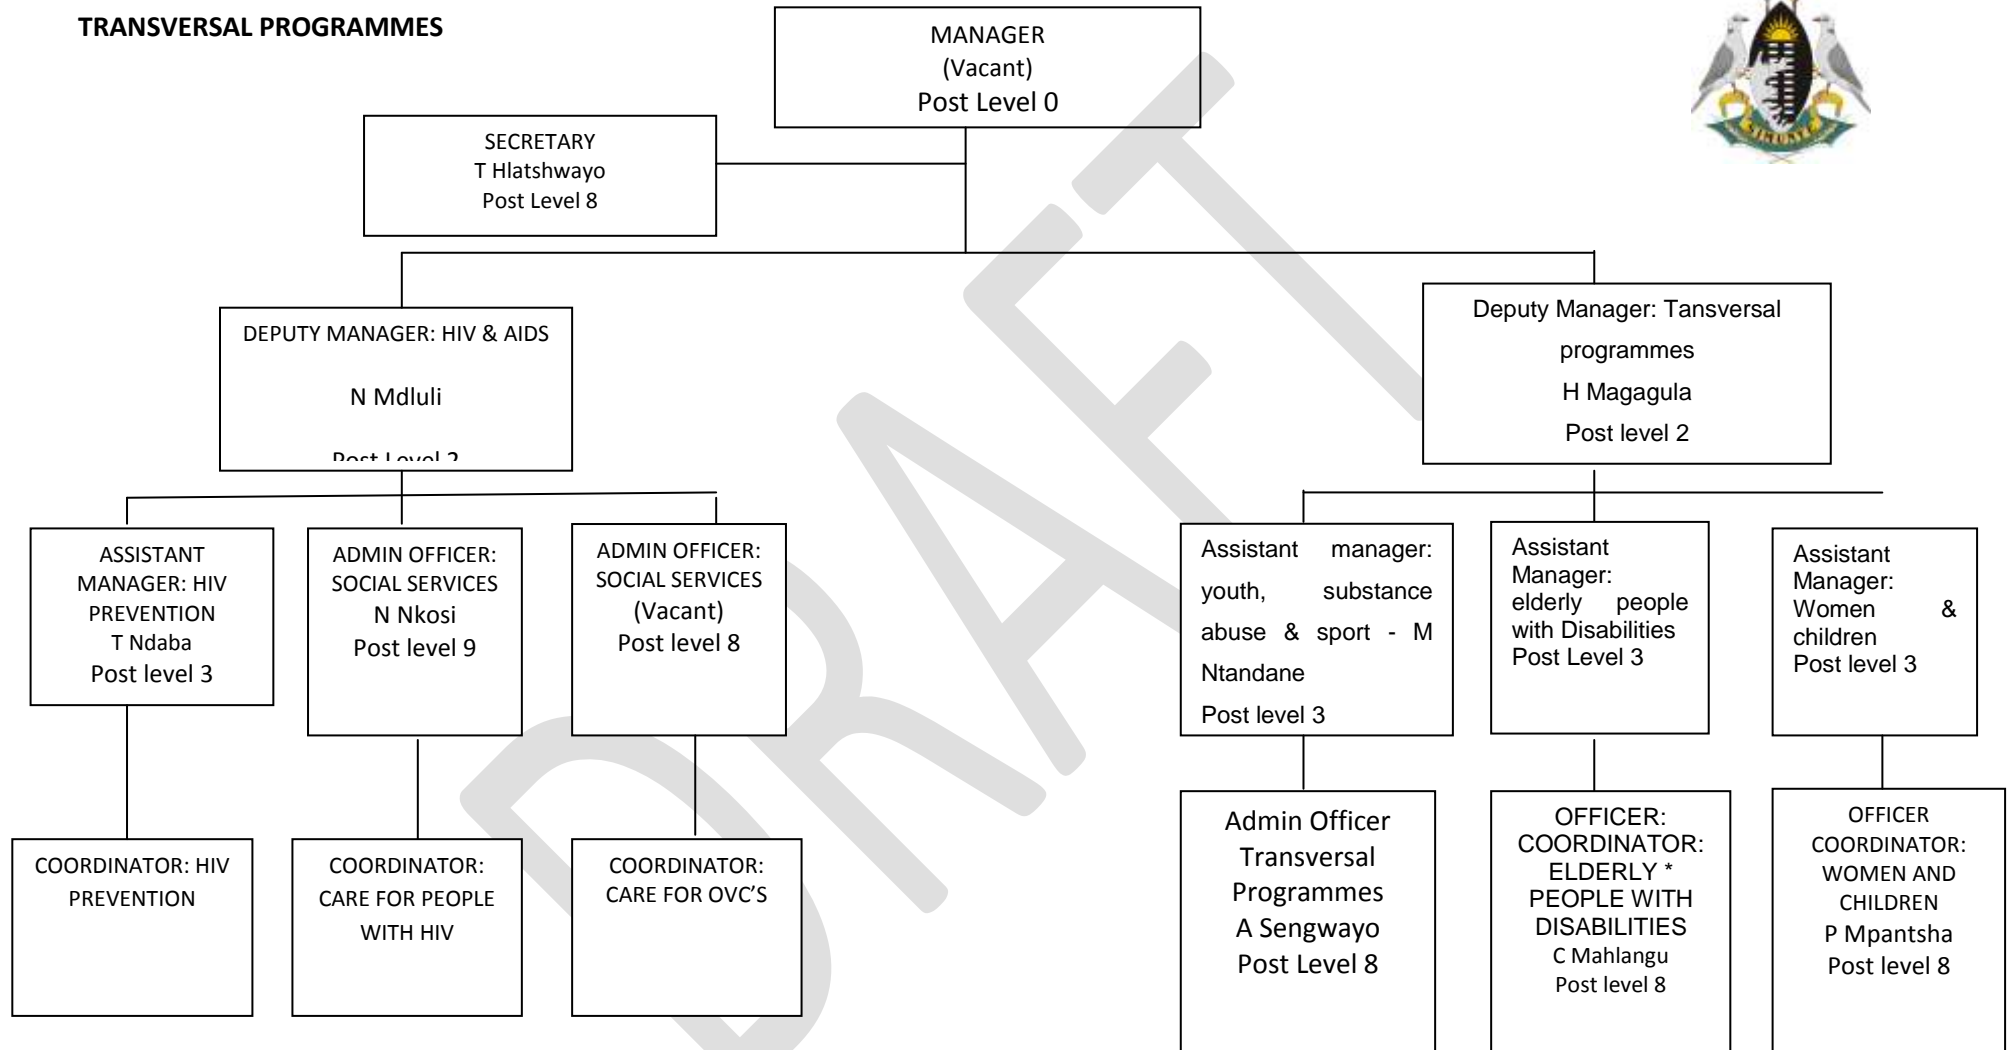 TRANSVERSAL PROGRAMMES
MANAGER
(Vacant)
Post Level 0
SECRETARY
T Hlatshwayo
Post Level 8
DEPUTY MANAGER: HIV & AIDS
N Mdluli
Post Level 2
Deputy Manager: Tansversal
programmes
H Magagula
Post level 2
ASSISTANT
MANAGER: HIV
PREVENTION
T Ndaba
Post level 3
ADMIN OFFICER:
SOCIAL SERVICES
N Nkosi
Post level 9
ADMIN OFFICER:
SOCIAL SERVICES
(Vacant)
Post level 8
Assistant manager:
youth, substance
abuse & sport - M
Ntandane
Post level 3
Assistant
Manager:
elderly people
with Disabilities
Post Level 3
Assistant
Manager:
Women &
children
Post level 3
COORDINATOR: HIV
PREVENTION
COORDINATOR:
CARE FOR PEOPLE
WITH HIV
COORDINATOR:
CARE FOR OVC’S
Admin Officer
Transversal
Programmes
A Sengwayo
Post Level 8
OFFICER:
COORDINATOR:
ELDERLY *
PEOPLE WITH
DISABILITIES
C Mahlangu
Post level 8
OFFICER
COORDINATOR:
WOMEN AND
CHILDREN
P Mpantsha
Post level 8
DRAFT
SIMUNYE